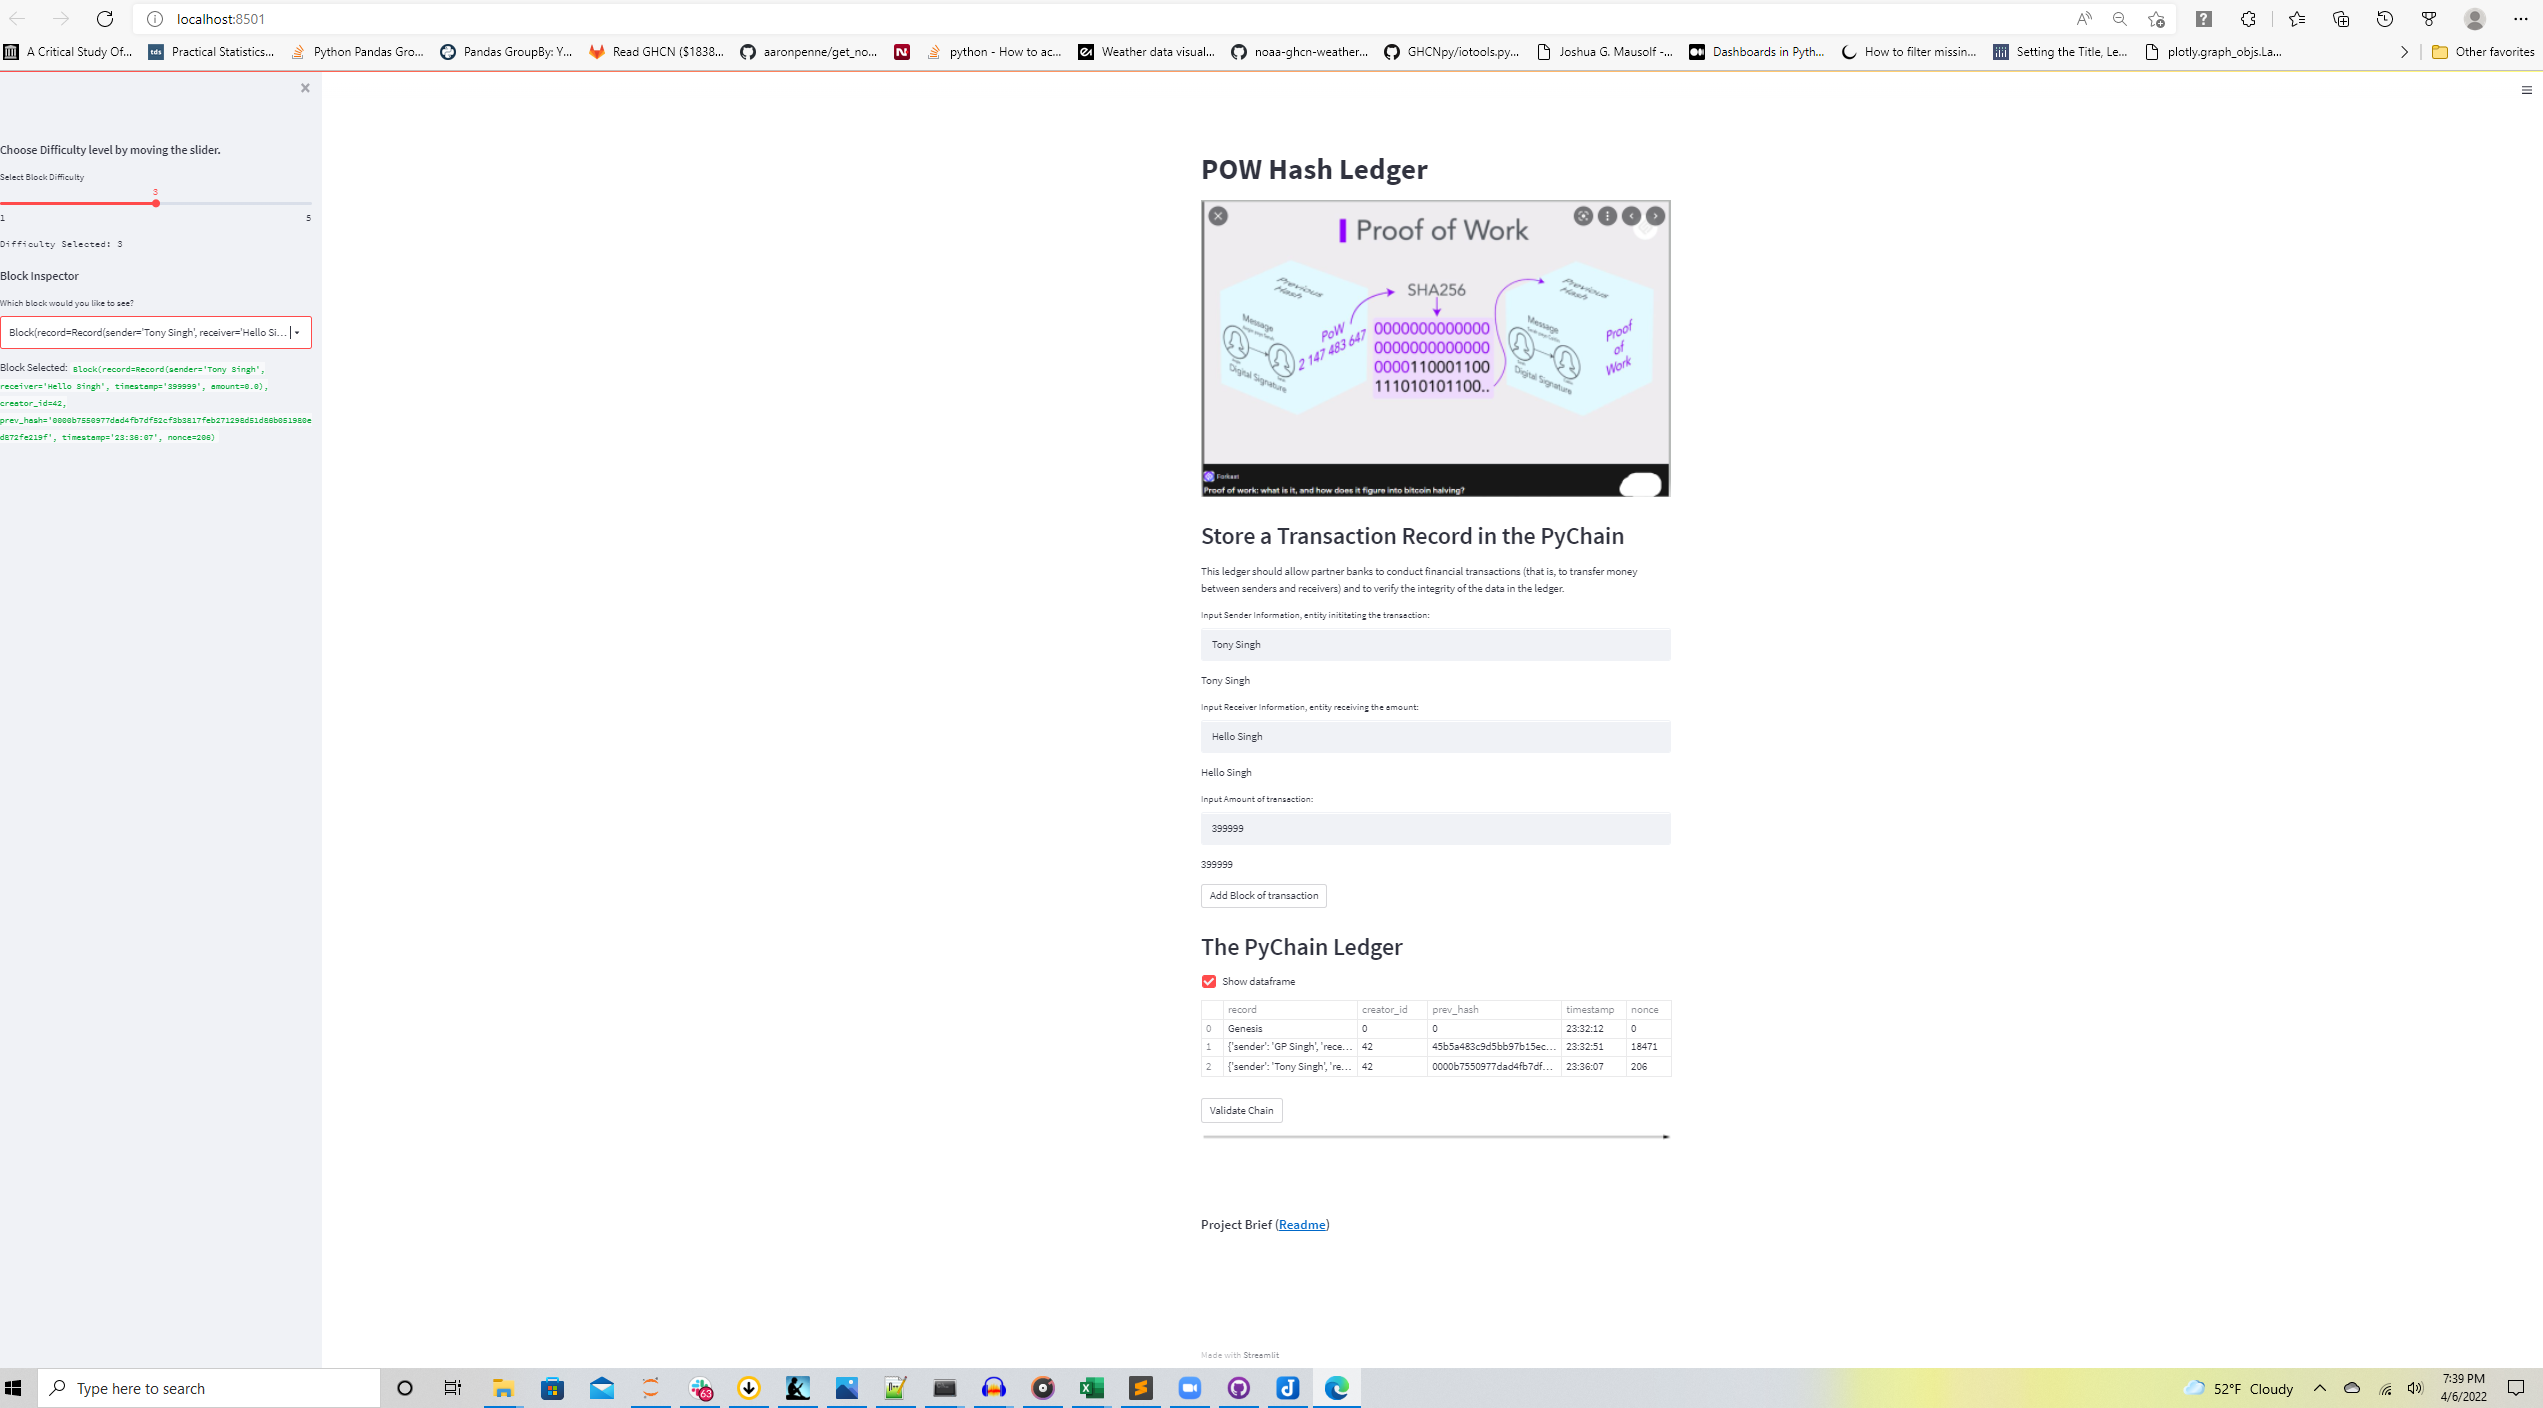 localhost:8501
A Critical Study Of...
tds Practical Statistics...
Python Pandas Gro...
Pandas GroupBy: Y...
Read GHCN ($1838...
aaronpenne/get_no...
python - How to ac...
Weather data visual...
noaa-ghcn-weather...
GHCNpy/iotools.py...
Joshua G. Mausolf -...
Dashboards in Pyth...
How to filter missin...
Setting the Title, Le...
plotly.graph_objs.La...
Other favorites
Choose Difficulty level by moving the slider.
Select Block Difficulty
3
1 5
Difficulty Selected: 3
Block Inspector
Which block would you like to see?
Block(record=Record(sender='Tony Singh', receiver='Hello Si...
Block Selected: Block(record=Record(sender='Tony Singh',
receiver='Hello Singh', timestamp='399999', amount=0.0),
creator_id=42,
prev_hash='0000b7550977dad4fb7df52cf3b3817feb271298d51d86b051980e
d872fe219f', timestamp='23:36:07', nonce=206)
POW Hash Ledger
Proof of Work
Previous Hash
Message
Digital Signature
PoW
2 147 483 647
SHA256
0000000000000
0000000000000
0000110001100
111010101100..
Previous Hash
Message
Digital Signature
Proof
of
Work
Forkast
Proof of work: what is it, and how does it figure into bitcoin halving?
Store a Transaction Record in the PyChain
This ledger should allow partner banks to conduct financial transactions (that is, to transfer money
between senders and receivers) and to verify the integrity of the data in the ledger.
Input Sender Information, entity inititating the transaction:
Tony Singh
Tony Singh
Input Receiver Information, entity receiving the amount:
Hello Singh
Hello Singh
Input Amount of transaction:
399999
399999
Add Block of transaction
The PyChain Ledger
Show dataframe
record creator_id prev_hash timestamp nonce
0 Genesis 0 0 23:32:12 0
1 {'sender': 'GP Singh', 'rece... 42 45b5a483c9d5bb97b15ec... 23:32:51 18471
2 {'sender': 'Tony Singh', 're... 42 0000b7550977dad4fb7df... 23:36:07 206
Validate Chain
Project Brief (Readme)
Made with Streamlit
Type here to search
63
52°F Cloudy
7:39 PM
4/6/2022